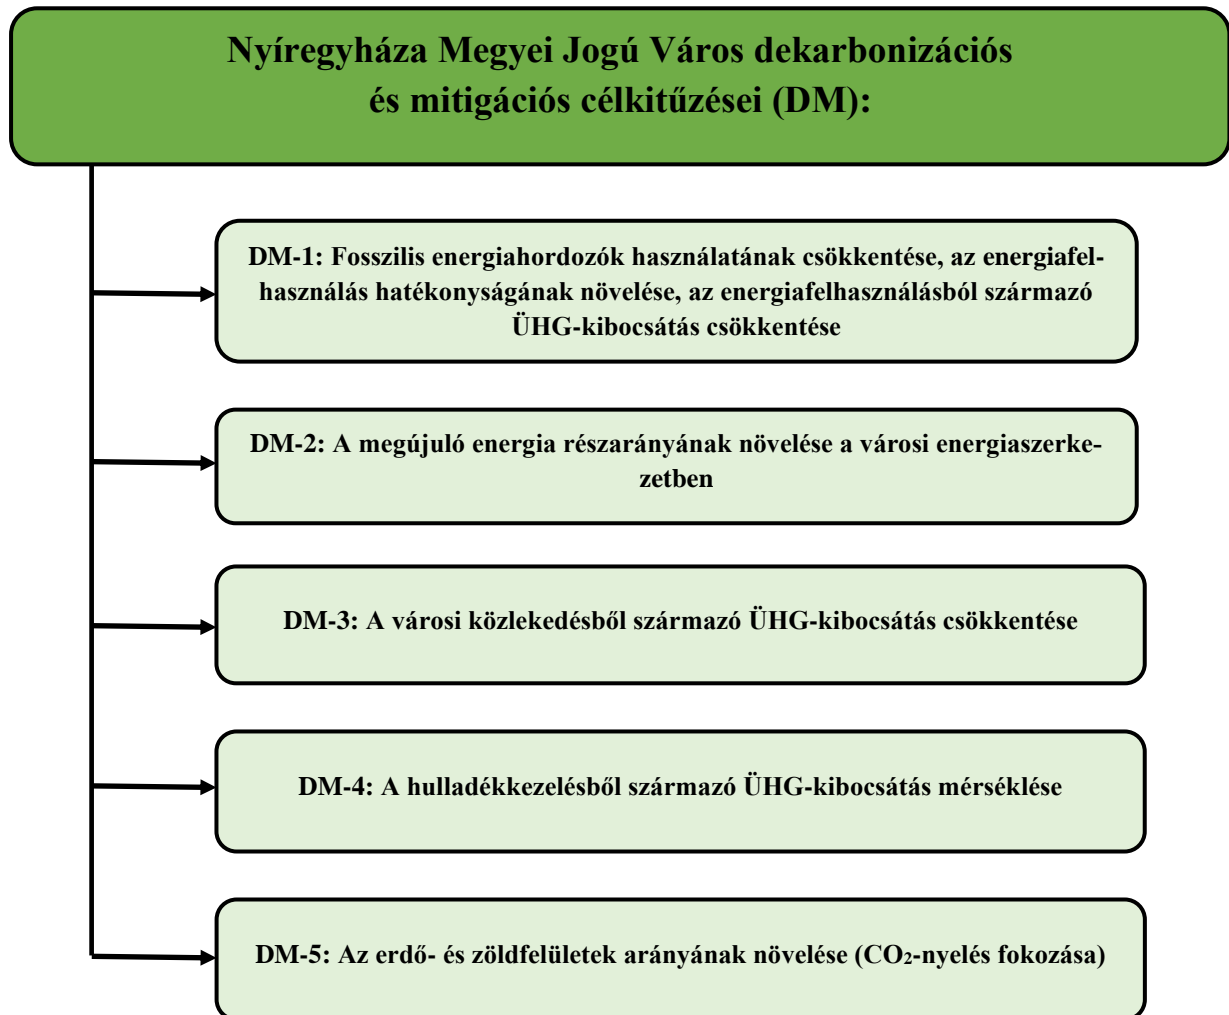 Nyíregyháza Megyei Jogú Város dekarbonizációs
és mitigációs célkitűzései (DM):
DM-1: Fosszilis energiahordozók használatának csökkentése, az energiafel-
használás hatékonyságának növelése, az energiafelhasználásból származó
ÜHG-kibocsátás csökkentése
DM-2: A megújuló energia részarányának növelése a városi energiaszerke-
zetben
DM-3: A városi közlekedésből származó ÜHG-kibocsátás csökkentése
DM-4: A hulladékkezelésből származó ÜHG-kibocsátás mérséklése
DM-5: Az erdő- és zöldfelületek arányának növelése (CO₂-nyelés fokozása)